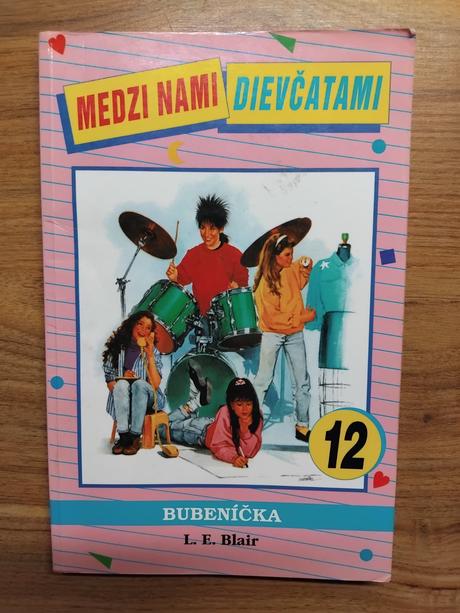 MEDZI NAMI DIEVČATAMI
12
BUBENÍČKA
L. E. Blair